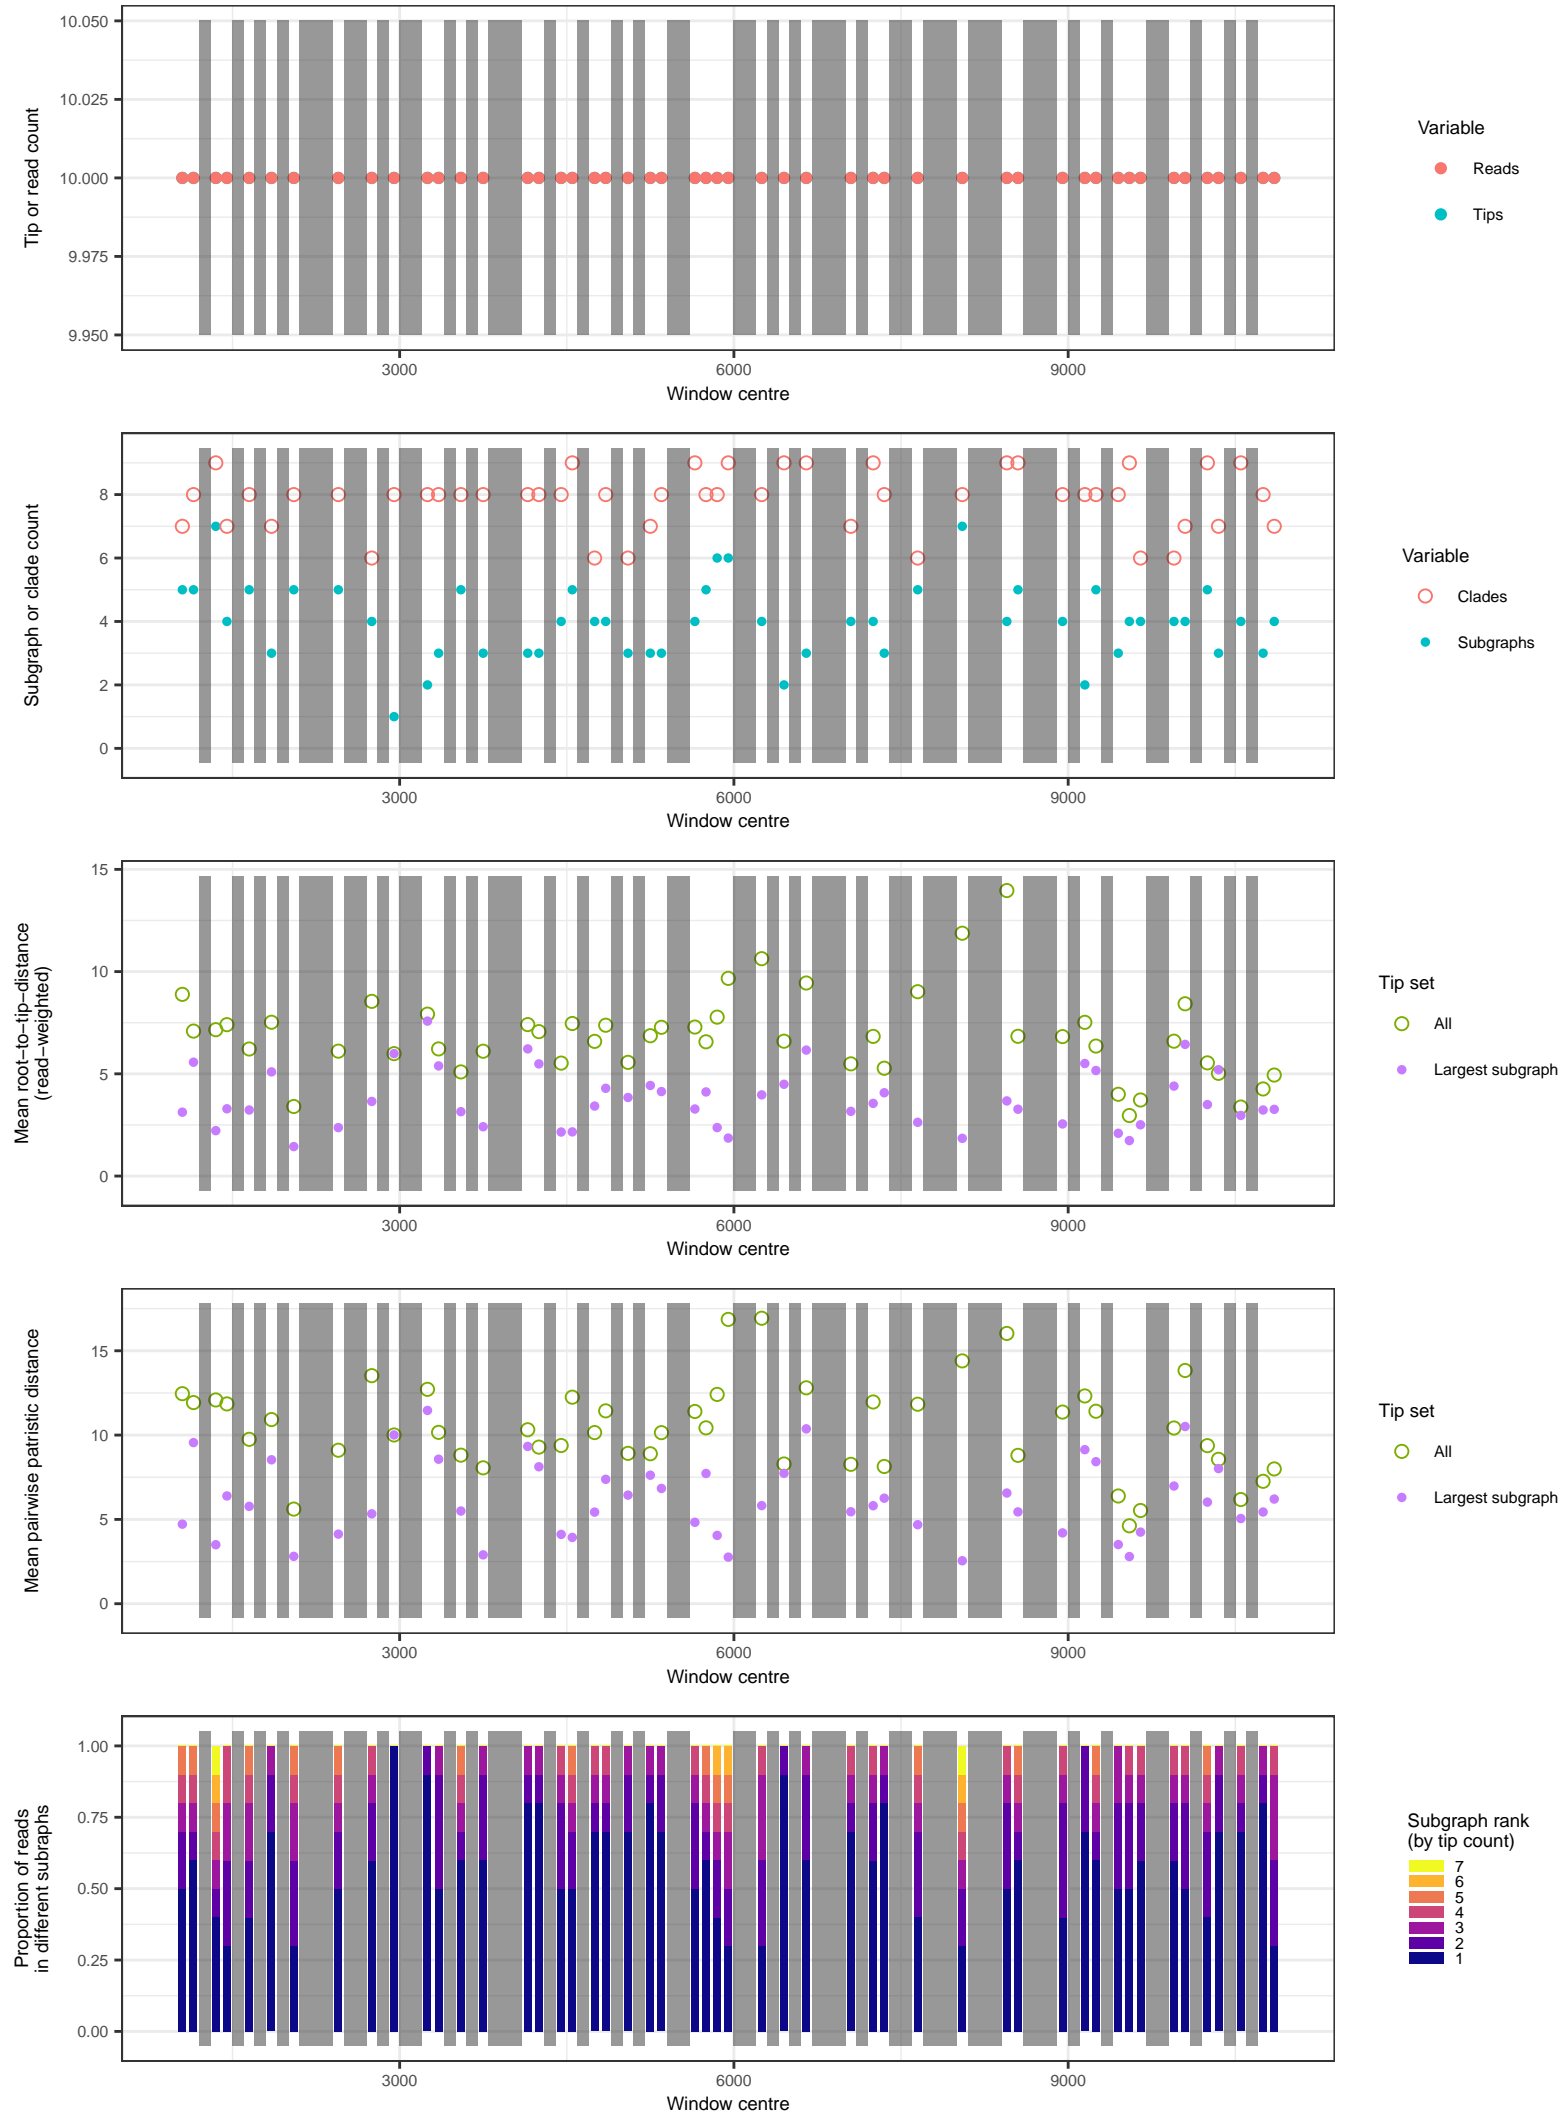 10.050
10.025
10.000
9.975
9.950
Tip or read count
3000
6000
9000
Window centre
Variable
Reads
Tips
8
6
4
2
0
Subgraph or clade count
3000
6000
9000
Window centre
Variable
Clades
Subgraphs
15
10
5
0
Mean root−to−tip−distance
(read−weighted)
3000
6000
9000
Window centre
Tip set
All
Largest subgraph
15
10
5
0
Mean pairwise patristic distance
3000
6000
9000
Window centre
Tip set
All
Largest subgraph
1.00
0.75
0.50
0.25
0.00
Proportion of reads
in different subraphs
3000
6000
9000
Window centre
Subgraph rank
(by tip count)
7
6
5
4
3
2
1